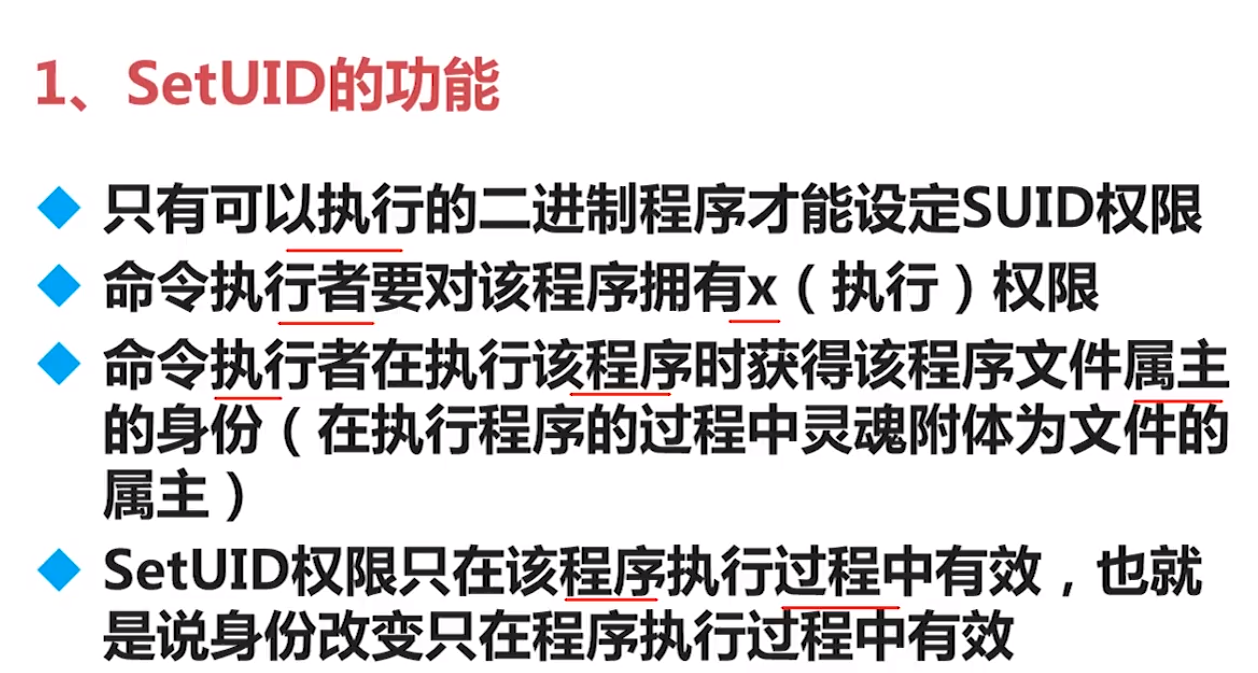 1、SetUID的功能
只有可以执行的二进制程序才能设定SUID权限
命令执行者要对该程序拥有x（执行）权限
命令执行者在执行该程序时获得该程序文件属主
的身份（在执行程序的过程中灵魂附体为文件的
属主）
SetUID权限只在该程序执行过程中有效，也就
是说身份改变只在程序执行过程中有效